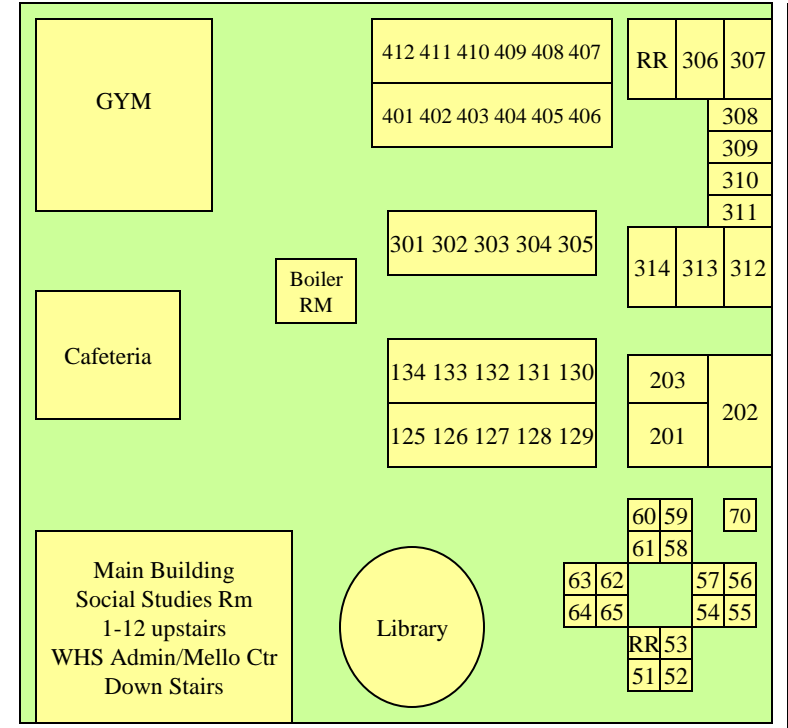 GYM
412 411 410 409 408 407
401 402 403 404 405 406
RR 306 307
308
309
310
311
314 313 312
301 302 303 304 305
Boiler
RM
Cafeteria
134 133 132 131 130
125 126 127 128 129
203
202
201
60 59
70
61 58
63 62
57 56
64 65
54 55
RR 53
51 52
Main Building
Social Studies Rm
1-12 upstairs
WHS Admin/Mello Ctr
Down Stairs
Library